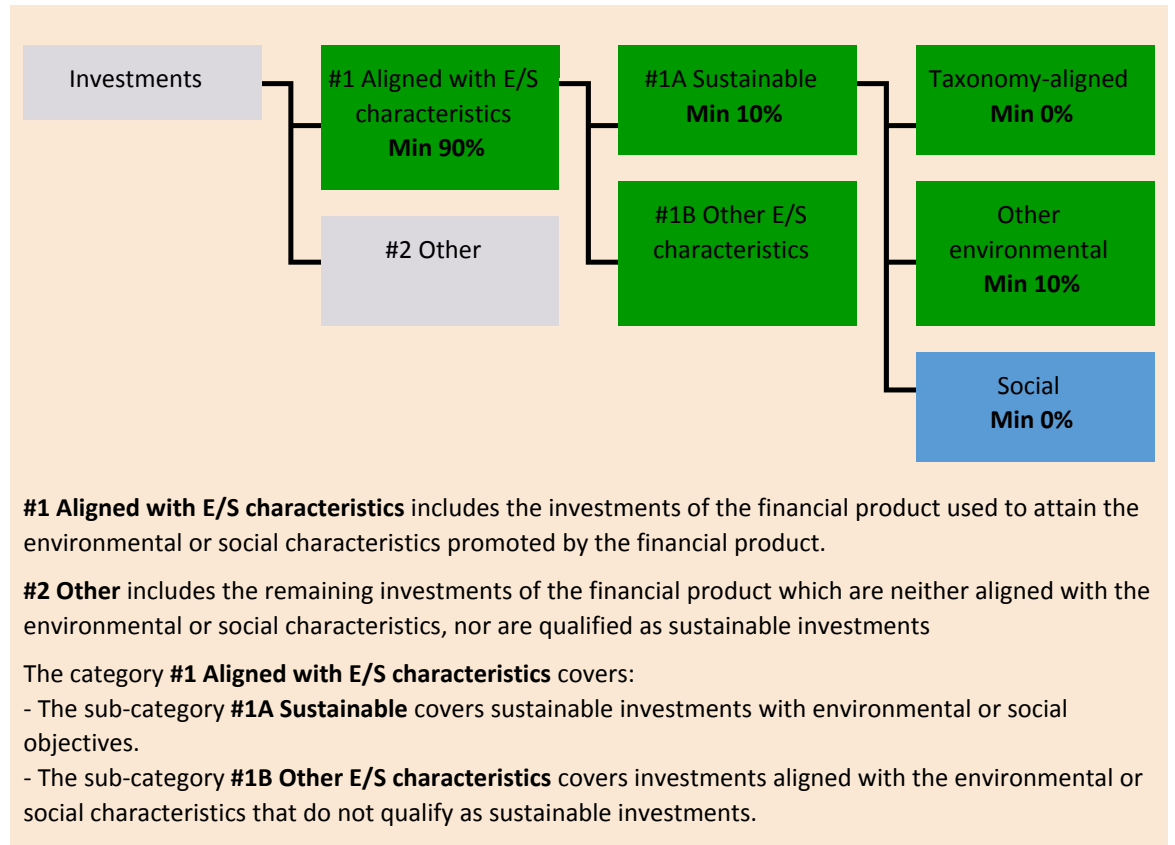 Investments
#1 Aligned with E/S
characteristics
Min 90%
#2 Other
#1A Sustainable
Min 10%
#1B Other E/S
characteristics
Taxonomy-aligned
Min 0%
Other
environmental
Min 10%
Social
Min 0%
#1 Aligned with E/S characteristics includes the investments of the financial product used to attain the
environmental or social characteristics promoted by the financial product.
#2 Other includes the remaining investments of the financial product which are neither aligned with the
environmental or social characteristics, nor are qualified as sustainable investments
The category #1 Aligned with E/S characteristics covers:
- The sub-category #1A Sustainable covers sustainable investments with environmental or social
objectives.
- The sub-category #1B Other E/S characteristics covers investments aligned with the environmental or
social characteristics that do not qualify as sustainable investments.